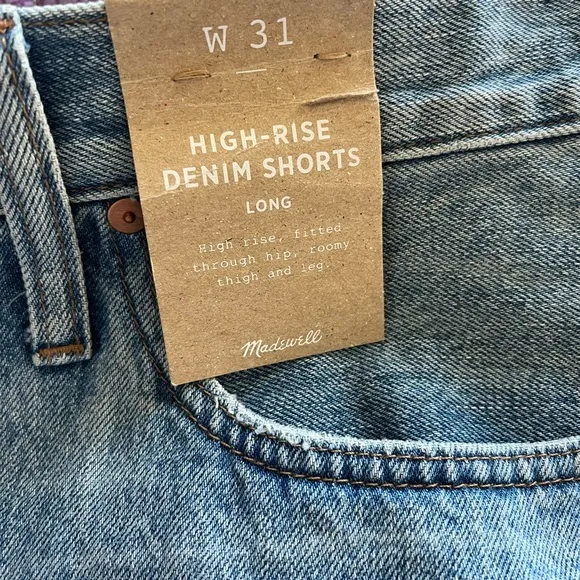 W 31
HIGH-RISE
DENIM SHORTS
LONG
High rise, fitted
through hip, roomy
thigh and leg.
Madewell